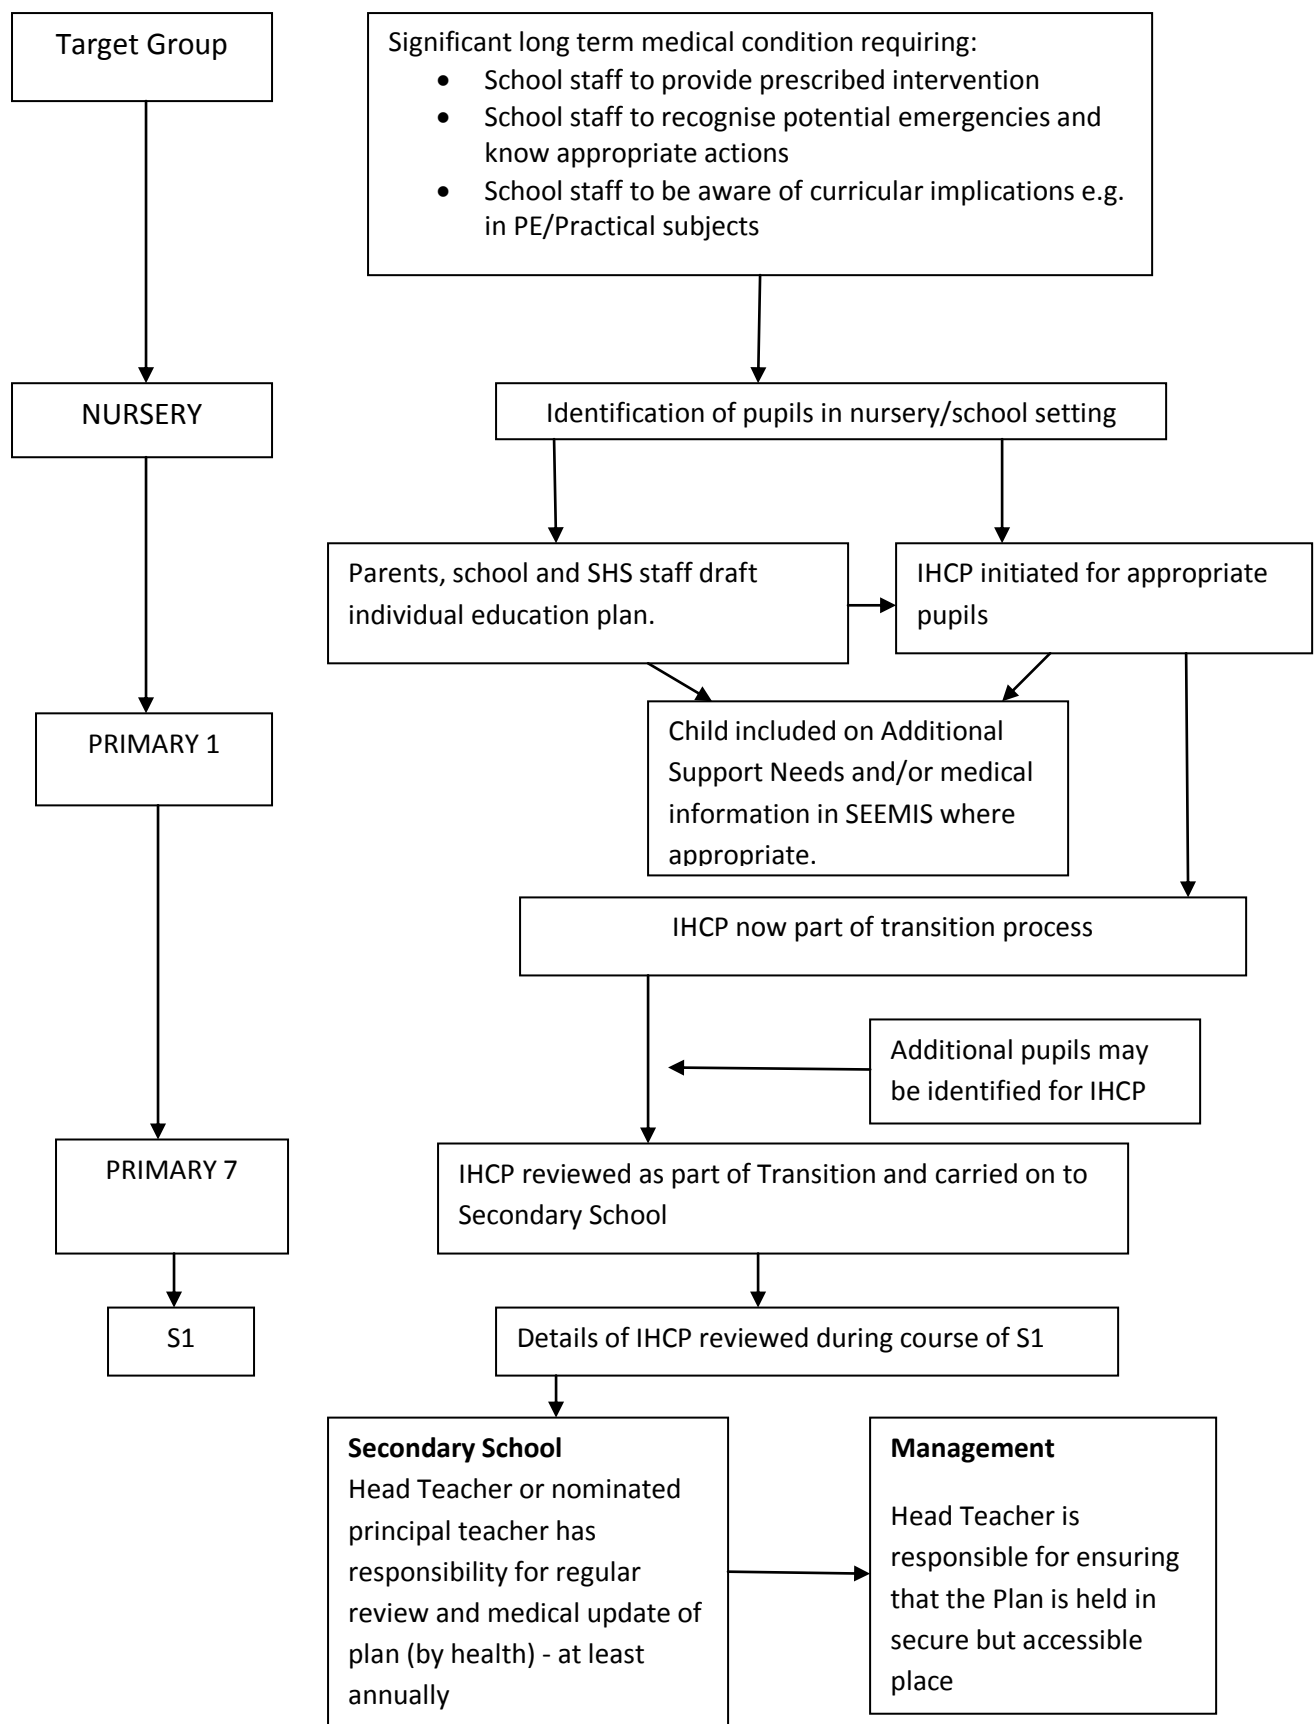 Target Group
Significant long term medical condition requiring:
• School staff to provide prescribed intervention
• School staff to recognise potential emergencies and
know appropriate actions
• School staff to be aware of curricular implications e.g.
in PE/Practical subjects
NURSERY
Identification of pupils in nursery/school setting
Parents, school and SHS staff draft
individual education plan.
IHCP initiated for appropriate
pupils
PRIMARY 1
Child included on Additional
Support Needs and/or medical
information in SEEMIS where
appropriate.
IHCP now part of transition process
Additional pupils may
be identified for IHCP
PRIMARY 7
IHCP reviewed as part of Transition and carried on to
Secondary School
S1
Details of IHCP reviewed during course of S1
Secondary School
Head Teacher or nominated
principal teacher has
responsibility for regular
review and medical update of
plan (by health) - at least
annually
Management
Head Teacher is
responsible for ensuring
that the Plan is held in
secure but accessible
place